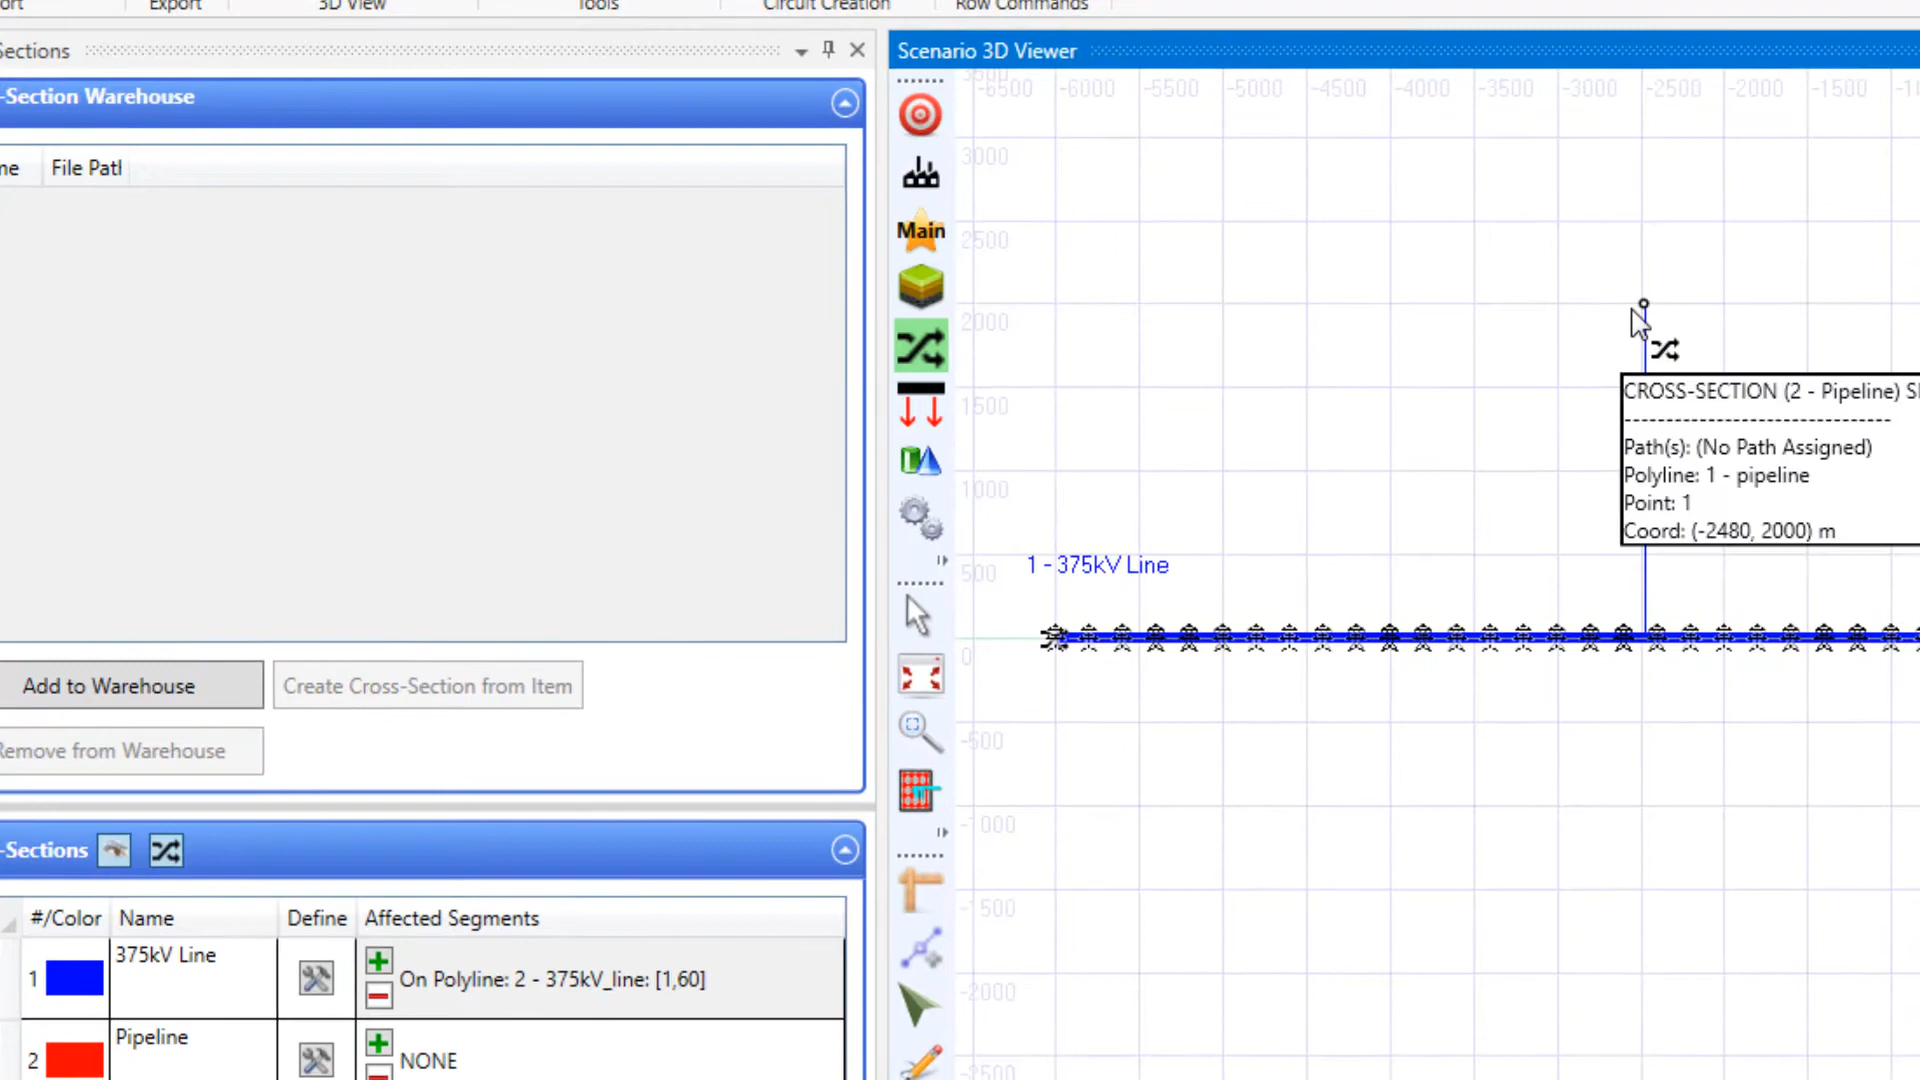 Export
3D View
Tools
Circuit Creation
Row Commands
Sections
-Section Warehouse
File Patl
Add to Warehouse
Create Cross-Section from Item
Remove from Warehouse
-Sections
#/Color
Name
Define
Affected Segments
1
375kV Line
On Polyline: 2 - 375kV_line: [1,60]
2
Pipeline
NONE
Scenario 3D Viewer
Main
-6500
-6000
-5500
-5000
-4500
-4000
-3500
-3000
-2500
-2000
-1500
3500
3000
2500
2000
1500
1000
500
0
-500
-1000
-1500
-2000
-2500
1 - 375kV Line
CROSS-SECTION (2 - Pipeline)
-------------------------------
Path(s): (No Path Assigned)
Polyline: 1 - pipeline
Point: 1
Coord: (-2480, 2000) m